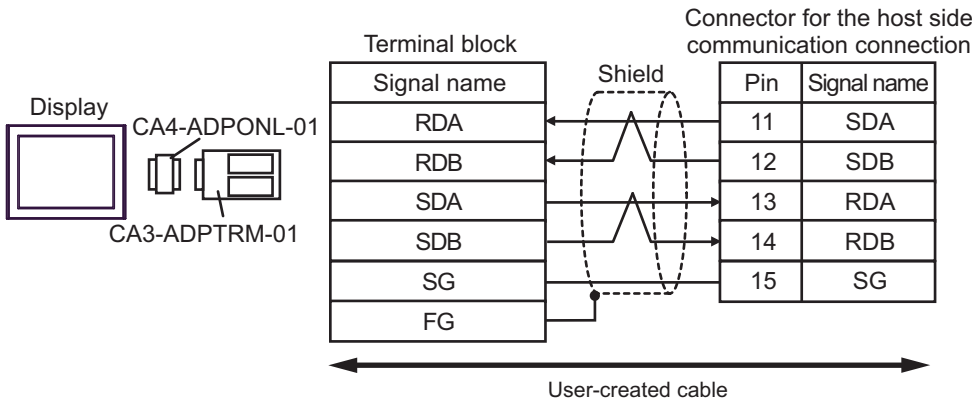 Connector for the host side
communication connection
Terminal block
Signal name
Shield
Pin Signal name
Display
CA4-ADPONL-01
CA3-ADPTRM-01
RDA 11 SDA
RDB 12 SDB
SDA 13 RDA
SDB 14 RDB
SG 15 SG
FG
User-created cable